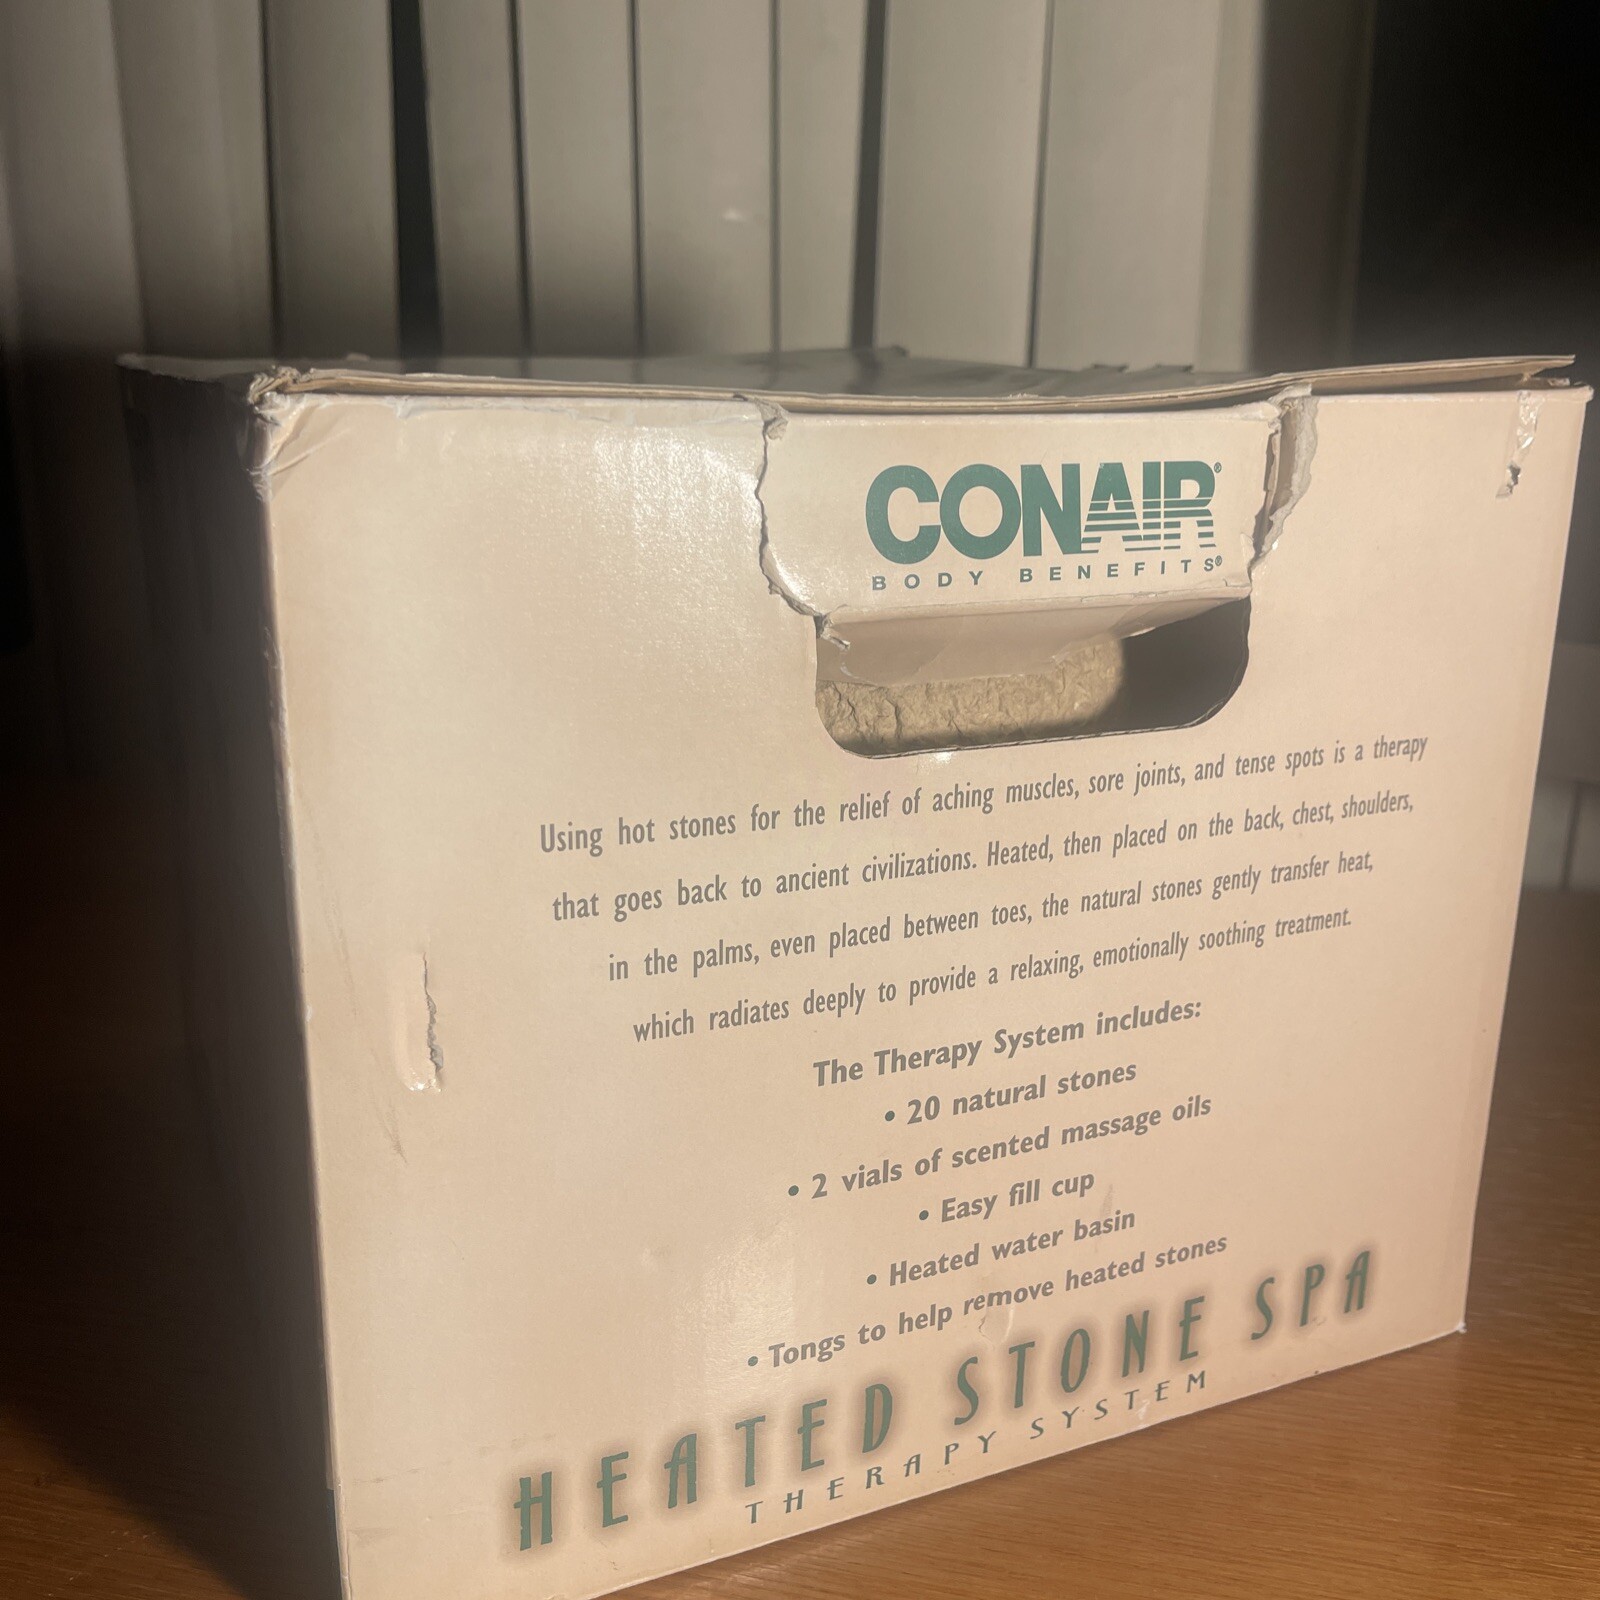 CONAIR®
BODY BENEFITS®
Using hot stones for the relief of aching muscles, sore joints, and tense spots is a therapy
that goes back to ancient civilizations. Heated, then placed on the back, chest, shoulders,
in the palms, even placed between toes, the natural stones gently transfer heat,
which radiates deeply to provide a relaxing, emotionally soothing treatment.
The Therapy System includes:
• 20 natural stones
• 2 vials of scented massage oils
• Easy fill cup
• Heated water basin
• Tongs to help remove heated stones
HEATED STONE SPA
THERAPY SYSTEM